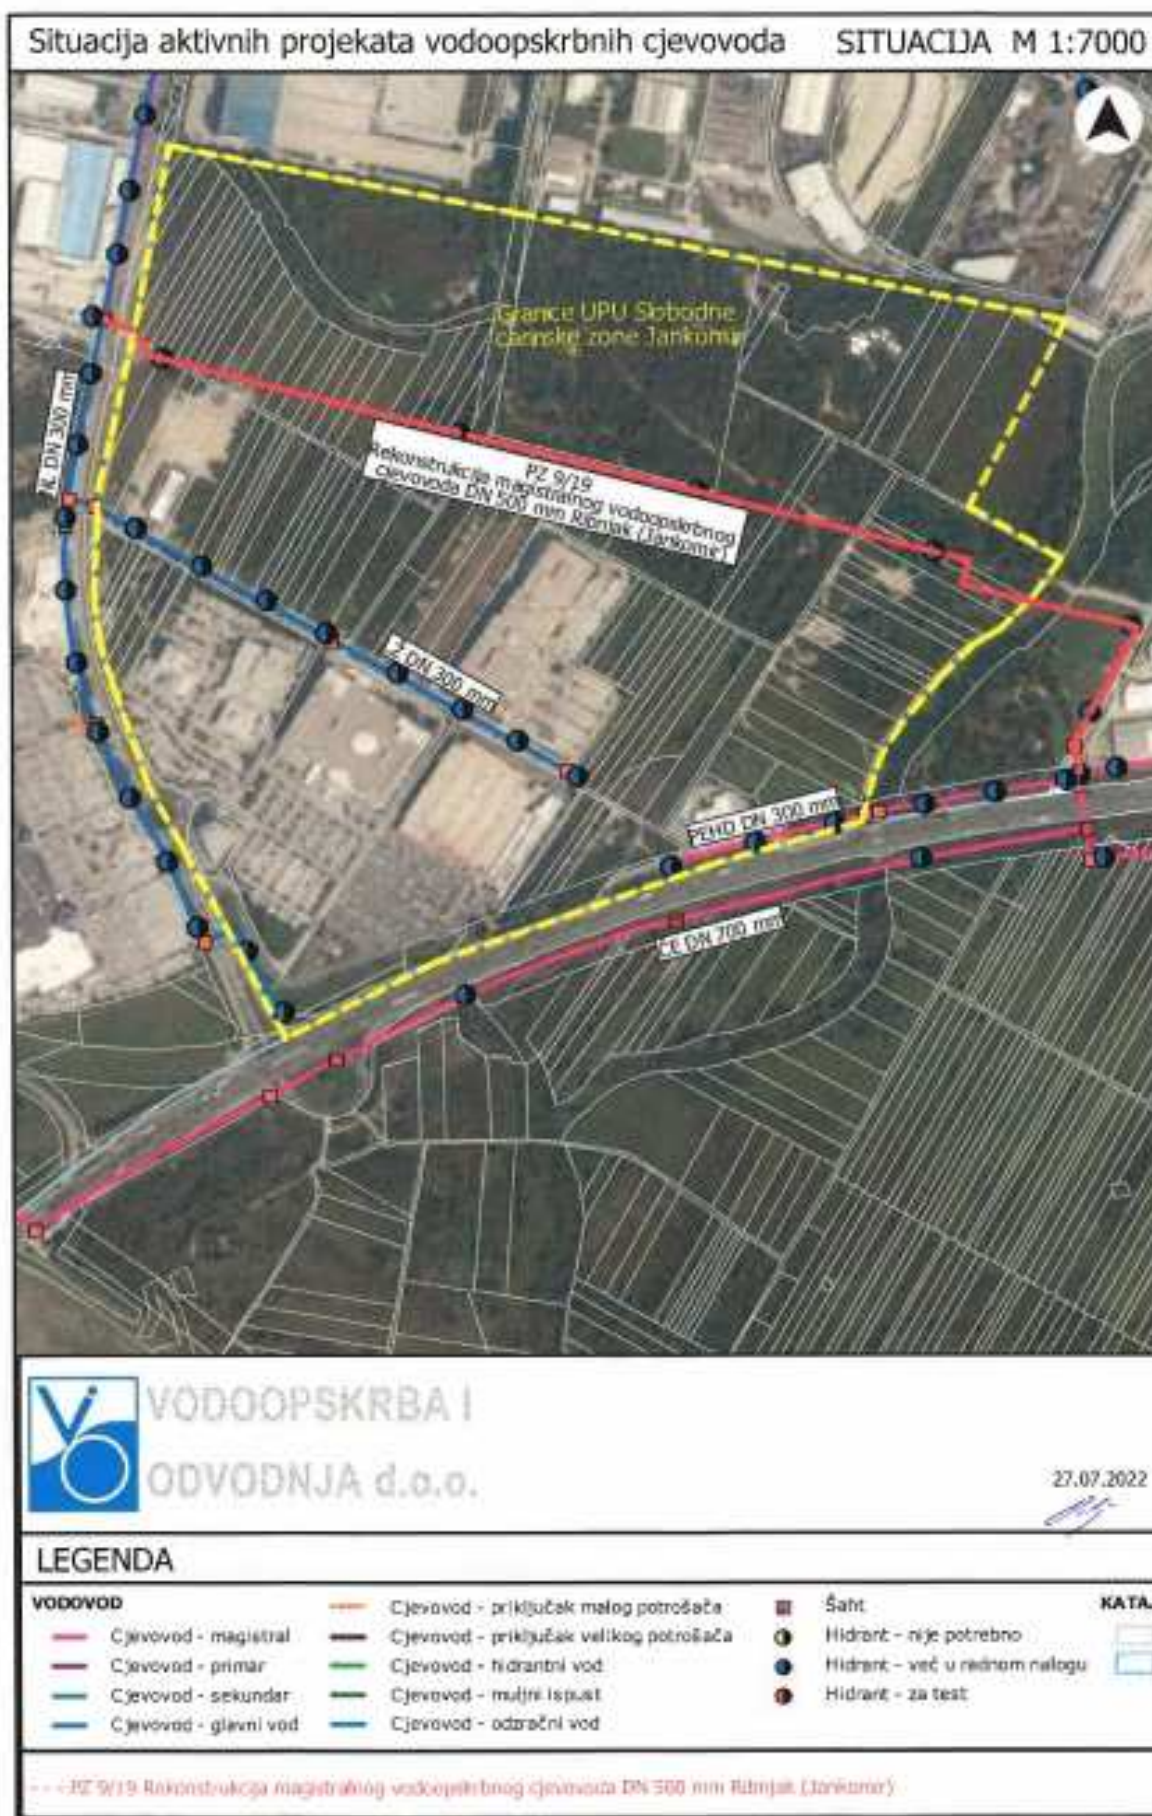 Situacija aktivnih projekata vodoopskrbnih cjevovoda SITUACIJA M 1:7000
Granice UPU Slobodne
carinske zone Jankomir
DN 300 mm
PZ 9/19
Rekonstrukcija magistralnog vodoopskrbnog
cjevovoda DN 500 mm Ribnjak (Jankomir)
Ž DN 300 mm
PEHD DN 300 mm
ČE DN 700 mm
VODOOPSKRBA I
ODVODNJA d.o.o.
27.07.2022
LEGENDA
VODOVOD
Cjevovod - magistral
Cjevovod - primar
Cjevovod - sekundar
Cjevovod - glavni vod
Cjevovod - priključak malog potrošača
Cjevovod - priključak velikog potrošača
Cjevovod - hidrantni vod
Cjevovod - muljni ispust
Cjevovod - odzračni vod
Šaht
Hidrant - nije potrebno
Hidrant - već u radnom nalogu
Hidrant - za test
KATA
PZ 9/19 Rekonstrukcija magistralnog vodoopskrbnog cjevovoda DN 500 mm Ribnjak (Jankomir)